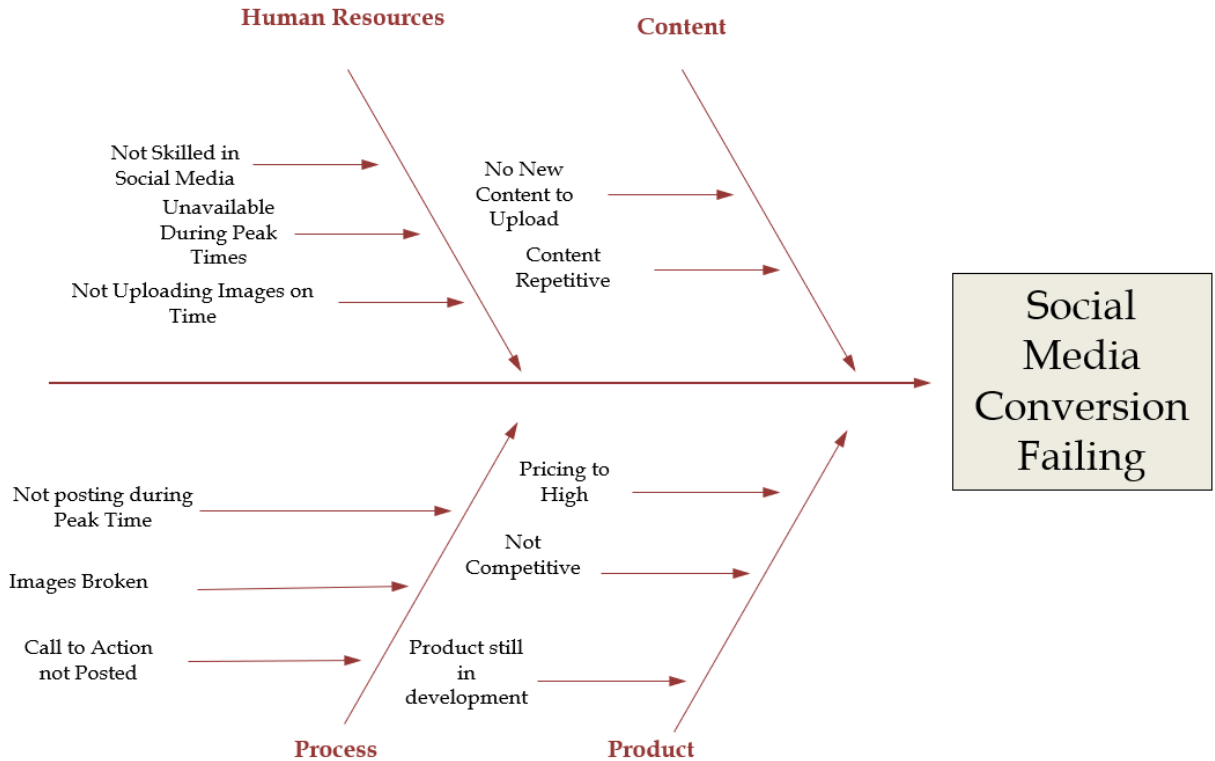 Human Resources
Content
Not Skilled in
Social Media
Unavailable
During Peak
Times
Not Uploading Images on
Time
No New
Content to
Upload
Content
Repetitive
Social
Media
Conversion
Failing
Not posting during
Peak Time
Images Broken
Call to Action
not Posted
Pricing to
High
Not
Competitive
Product still
in
development
Process
Product